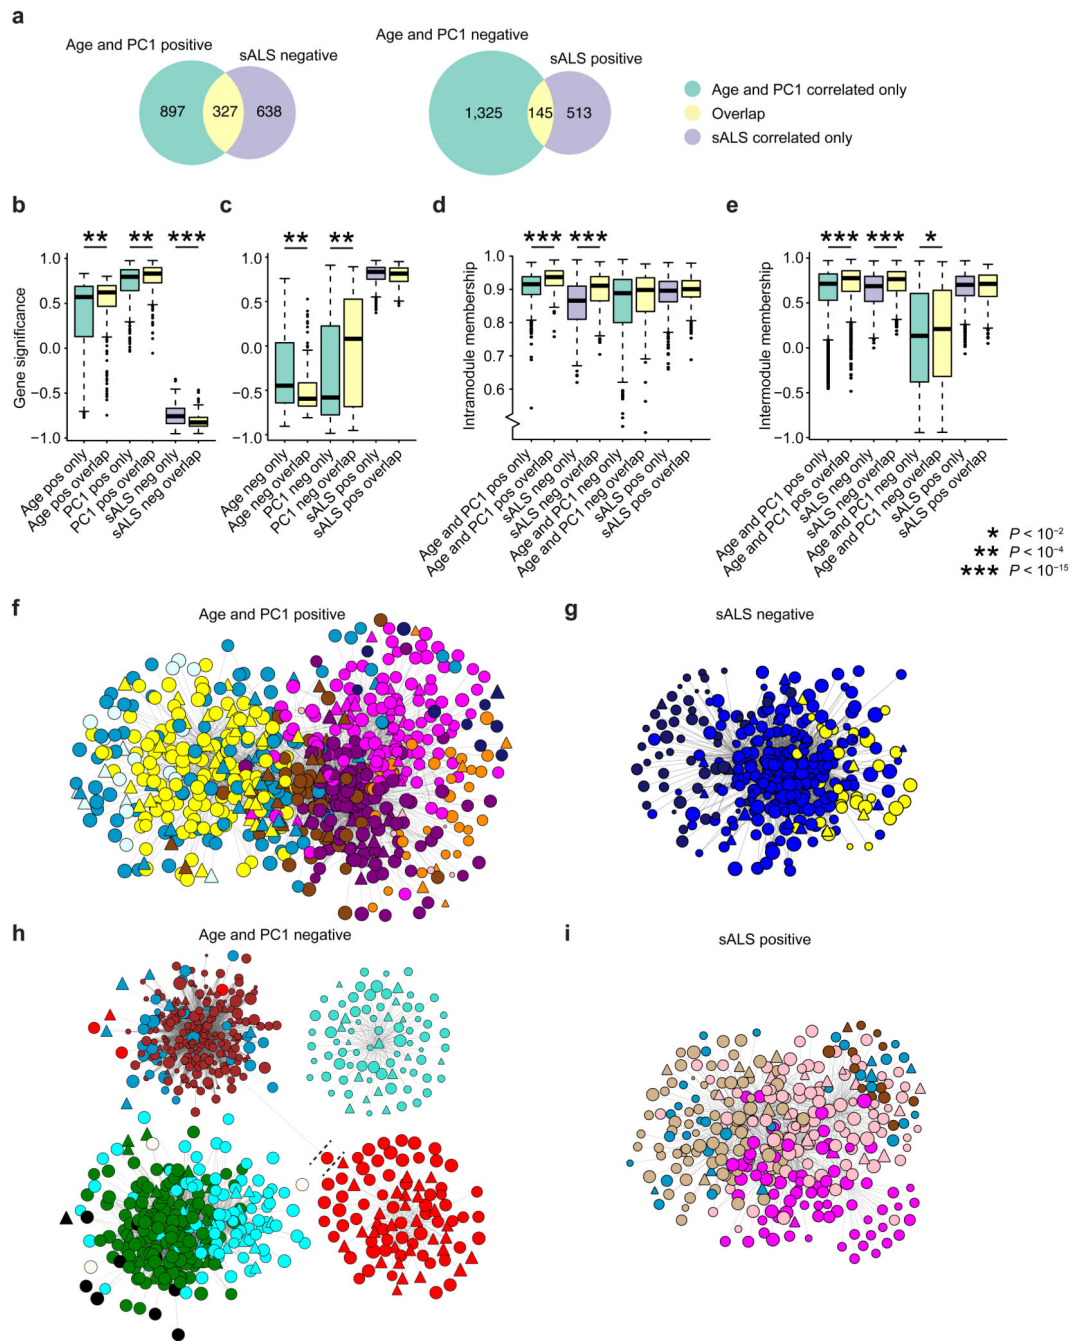 a
Age and PC1 positive
sALS negative
897
327
638
Age and PC1 negative
sALS positive
1,325
145
513
Age and PC1 correlated only
Overlap
sALS correlated only
b
Gene significance
1.0
0.5
0.0
−0.5
−1.0
** ** ***
Age pos only
Age pos overlap
PC1 pos only
PC1 pos overlap
sALS neg only
sALS neg overlap
c
1.0
0.5
0.0
−0.5
−1.0
** **
Age neg only
Age neg overlap
PC1 neg only
PC1 neg overlap
sALS pos only
sALS pos overlap
d
Intramodule membership
1.0
0.9
0.8
0.7
0.6
*** ***
Age and PC1 pos only
Age and PC1 pos overlap
sALS neg only
sALS neg overlap
Age and PC1 neg only
Age and PC1 neg overlap
sALS pos only
sALS pos overlap
e
Intermodule membership
1.0
0.5
0.0
−0.5
−1.0
*** *** *
Age and PC1 pos only
Age and PC1 pos overlap
sALS neg only
sALS neg overlap
Age and PC1 neg only
Age and PC1 neg overlap
sALS pos only
sALS pos overlap
* P < 10⁻²
** P < 10⁻⁴
*** P < 10⁻¹⁵
f
Age and PC1 positive
g
sALS negative
h
Age and PC1 negative
i
sALS positive